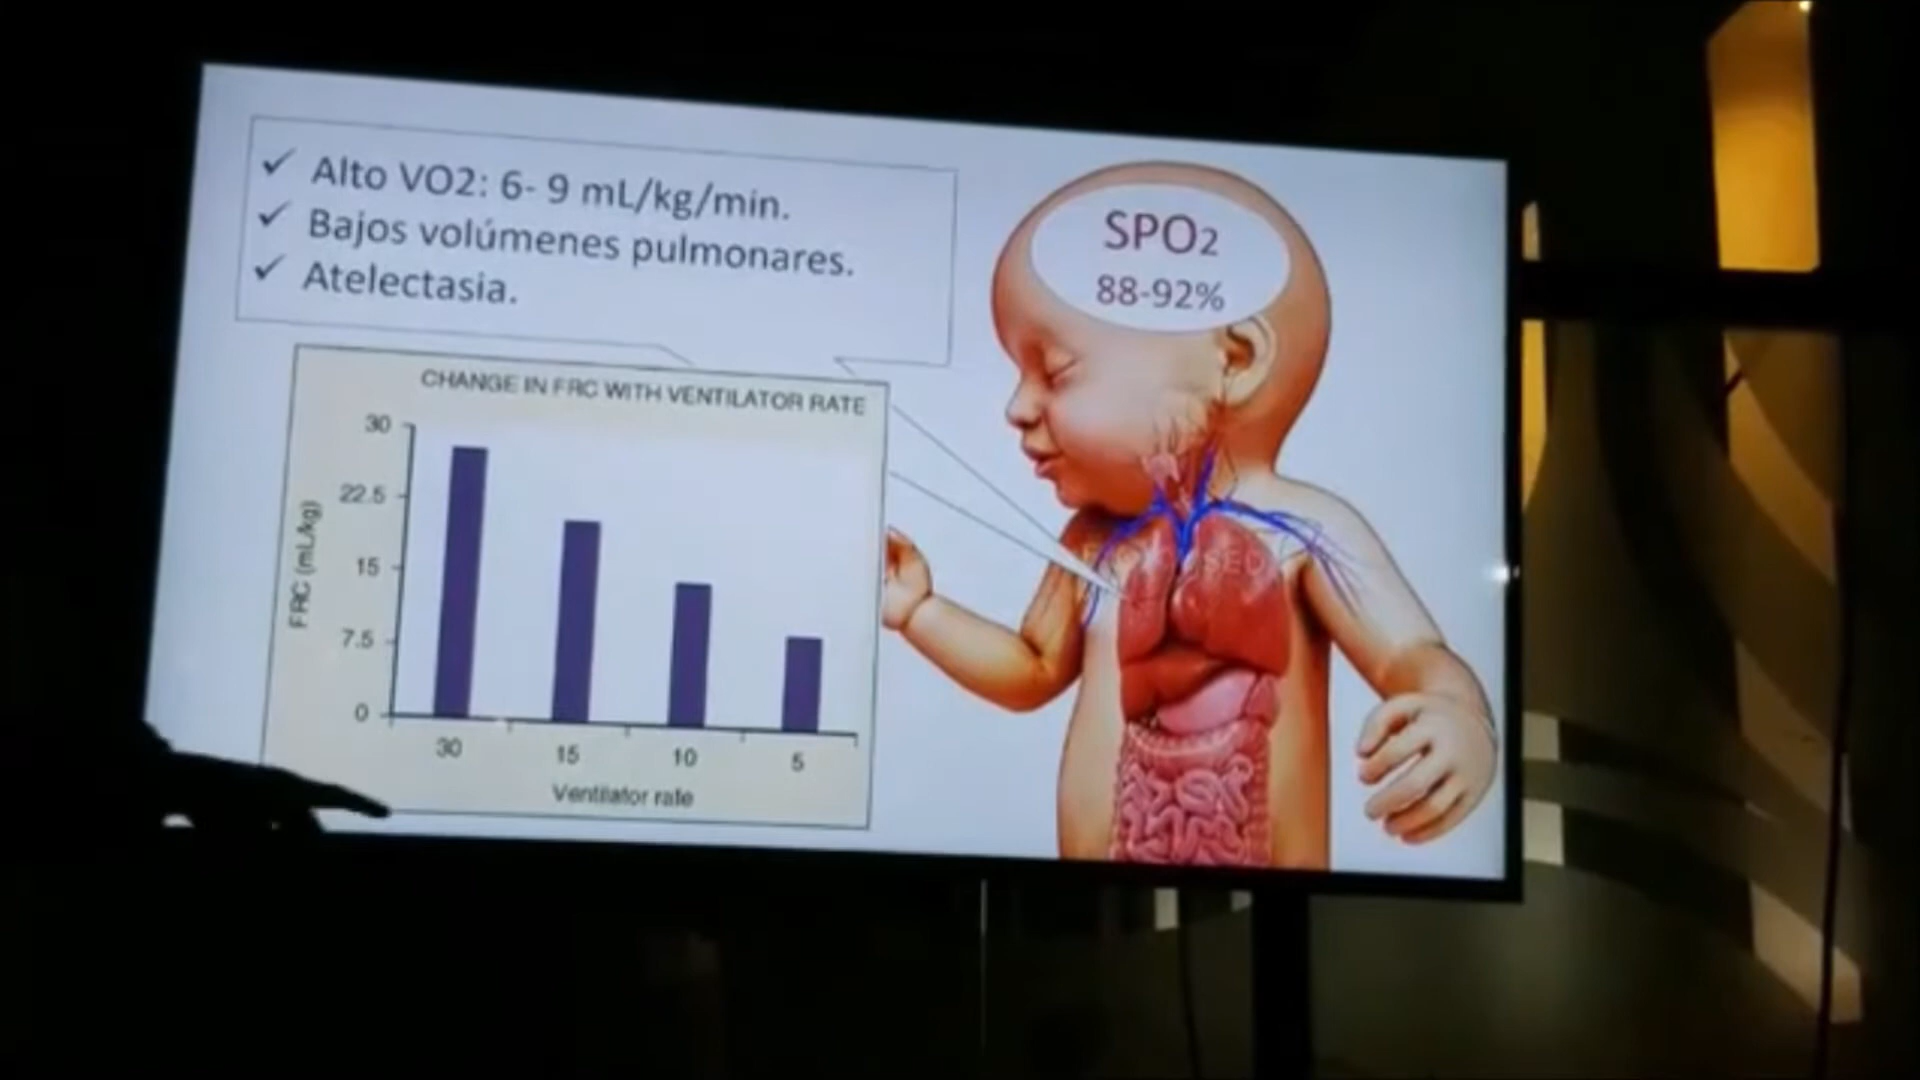 ✓ Alto VO2: 6- 9 mL/kg/min.
✓ Bajos volúmenes pulmonares.
✓ Atelectasia.
SPO2
88-92%
CHANGE IN FRC WITH VENTILATOR RATE
30
22.5
15
7.5
0
FRC (mL/kg)
30 15 10 5
Ventilator rate